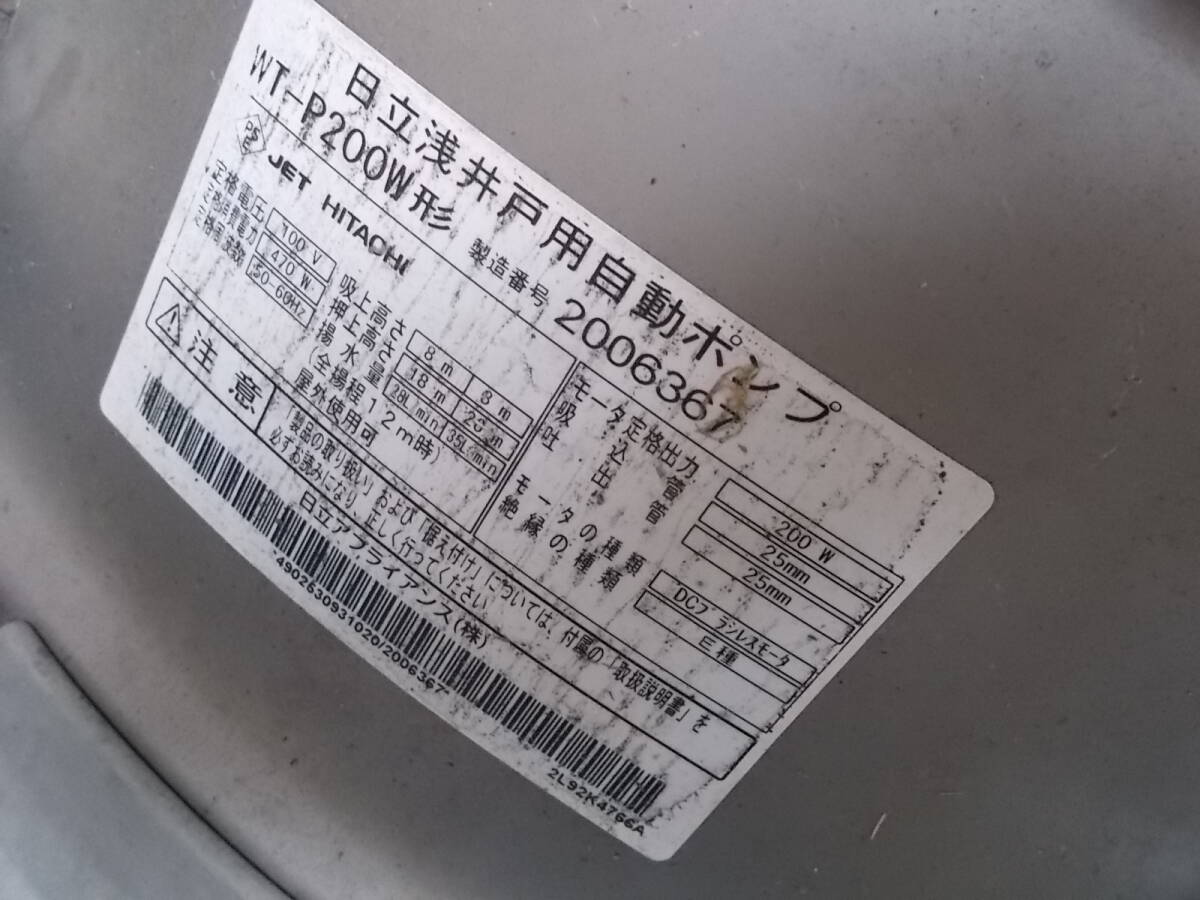 日立浅井戸用自動ポンプ
WT-P200W形
製造番号 2006367
PS E JET HITACHI
定格電圧 100 V
定格消費電力 470 W
定格周波数 50-60Hz
吸上高さ 8 m 8 m
押上高さ 18 m 20 m
揚水量 28L/min 35L/min
(全揚程12m時)
屋外使用可
モータ定格出力 200 W
吸込管 25mm
吐出管 25mm
モータの種類 DCブラシレスモータ
絶縁の種類 E種
注意
「製品の取り扱い」および「据え付け」については、付属の「取扱説明書」を
必ずお読みになり、正しく行ってください。
日立アプライアンス(株)
*4902630931020/2006367*
2L92K4766A